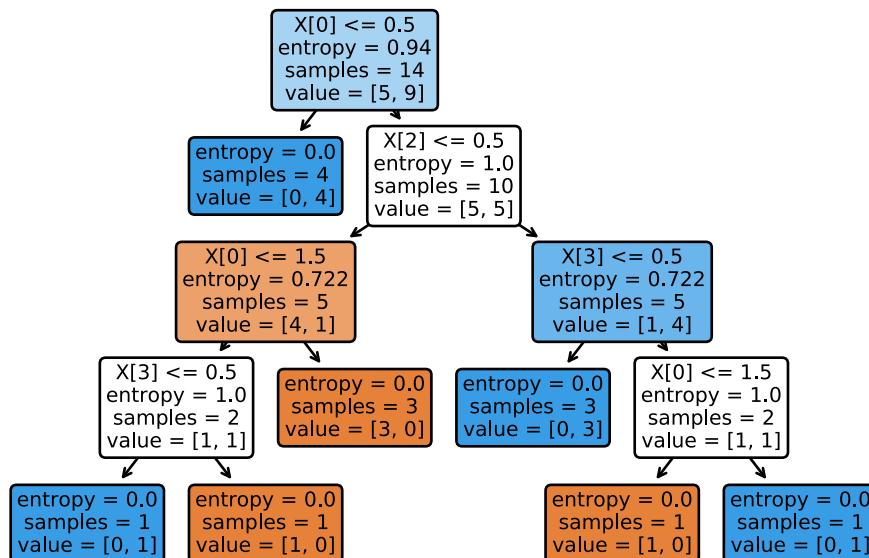 X[0] <= 0.5
entropy = 0.94
samples = 14
value = [5, 9]
entropy = 0.0
samples = 4
value = [0, 4]
X[2] <= 0.5
entropy = 1.0
samples = 10
value = [5, 5]
X[0] <= 1.5
entropy = 0.722
samples = 5
value = [4, 1]
X[3] <= 0.5
entropy = 0.722
samples = 5
value = [1, 4]
X[3] <= 0.5
entropy = 1.0
samples = 2
value = [1, 1]
entropy = 0.0
samples = 3
value = [3, 0]
entropy = 0.0
samples = 3
value = [0, 3]
X[0] <= 1.5
entropy = 1.0
samples = 2
value = [1, 1]
entropy = 0.0
samples = 1
value = [0, 1]
entropy = 0.0
samples = 1
value = [1, 0]
entropy = 0.0
samples = 1
value = [1, 0]
entropy = 0.0
samples = 1
value = [0, 1]